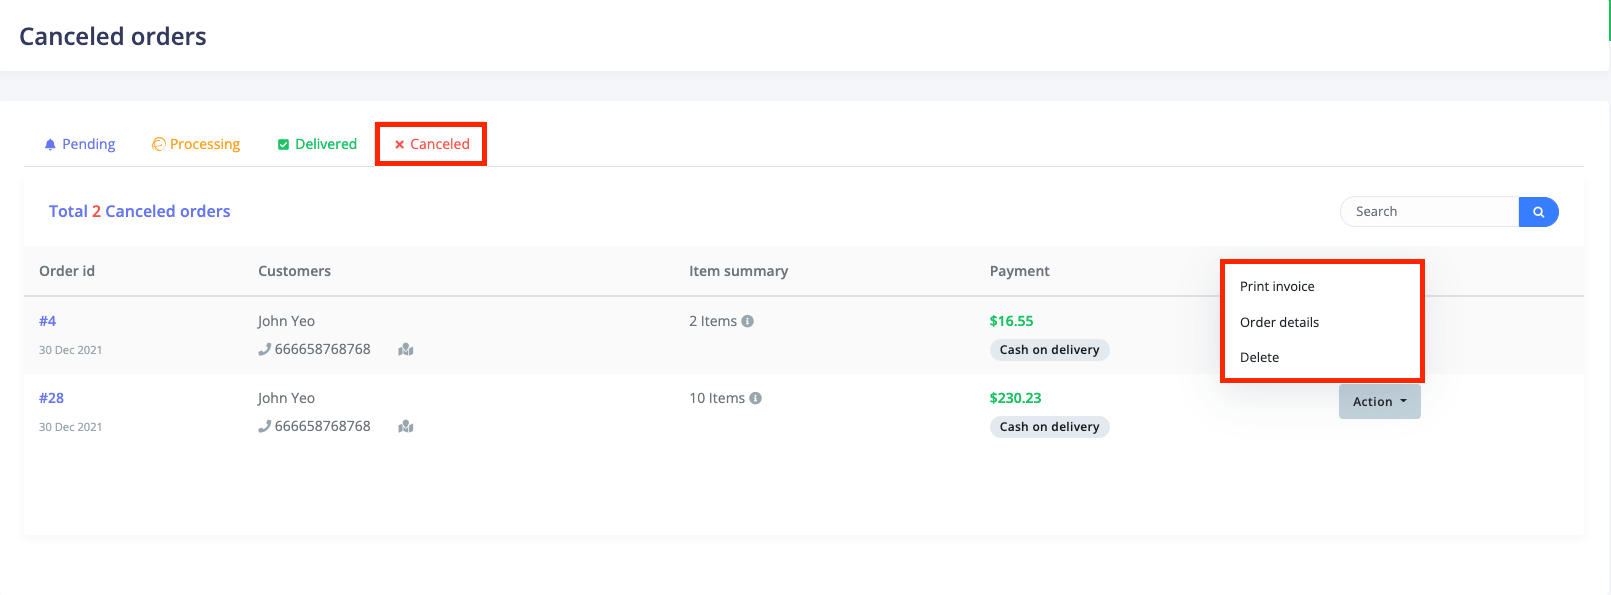 Canceled orders
Pending Processing Delivered Canceled
Total 2 Canceled orders
Search
Order id Customers Item summary Payment
Print invoice
Order details
Delete
#4 John Yeo 2 Items $16.55
30 Dec 2021 666658768768 Cash on delivery
#28 John Yeo 10 Items $230.23
Action
30 Dec 2021 666658768768 Cash on delivery